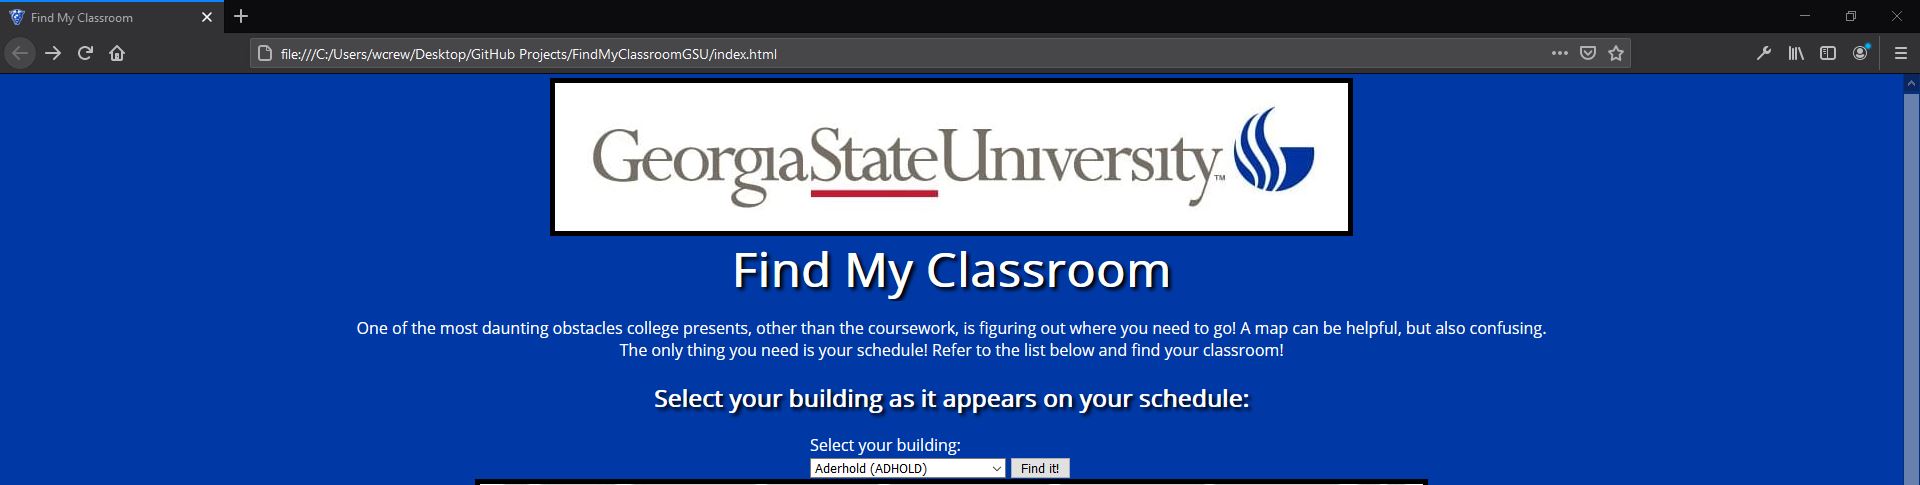 Find My Classroom
file:///C:/Users/wcrew/Desktop/GitHub Projects/FindMyClassroomGSU/index.html
GeorgiaStateUniversity™
Find My Classroom
One of the most daunting obstacles college presents, other than the coursework, is figuring out where you need to go! A map can be helpful, but also confusing.
The only thing you need is your schedule! Refer to the list below and find your classroom!
Select your building as it appears on your schedule:
Select your building:
Aderhold (ADHOLD) Find it!